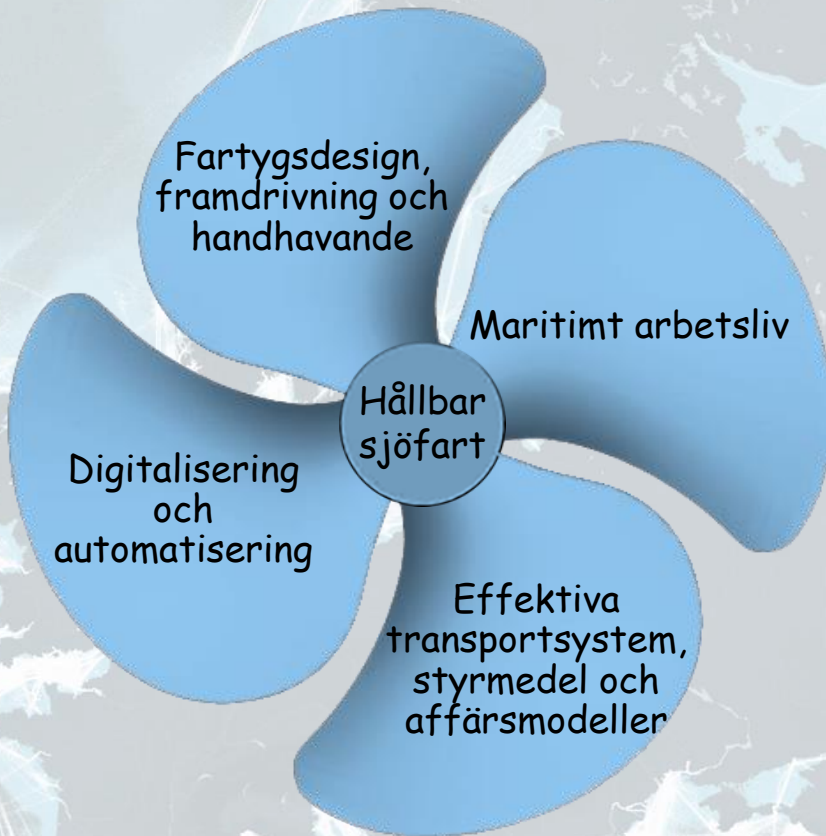 Fartygsdesign,
framdrivning och
handhavande
Maritimt arbetsliv
Hållbar
sjöfart
Digitalisering
och
automatisering
Effektiva
transportsystem,
styrmedel och
affärsmodeller